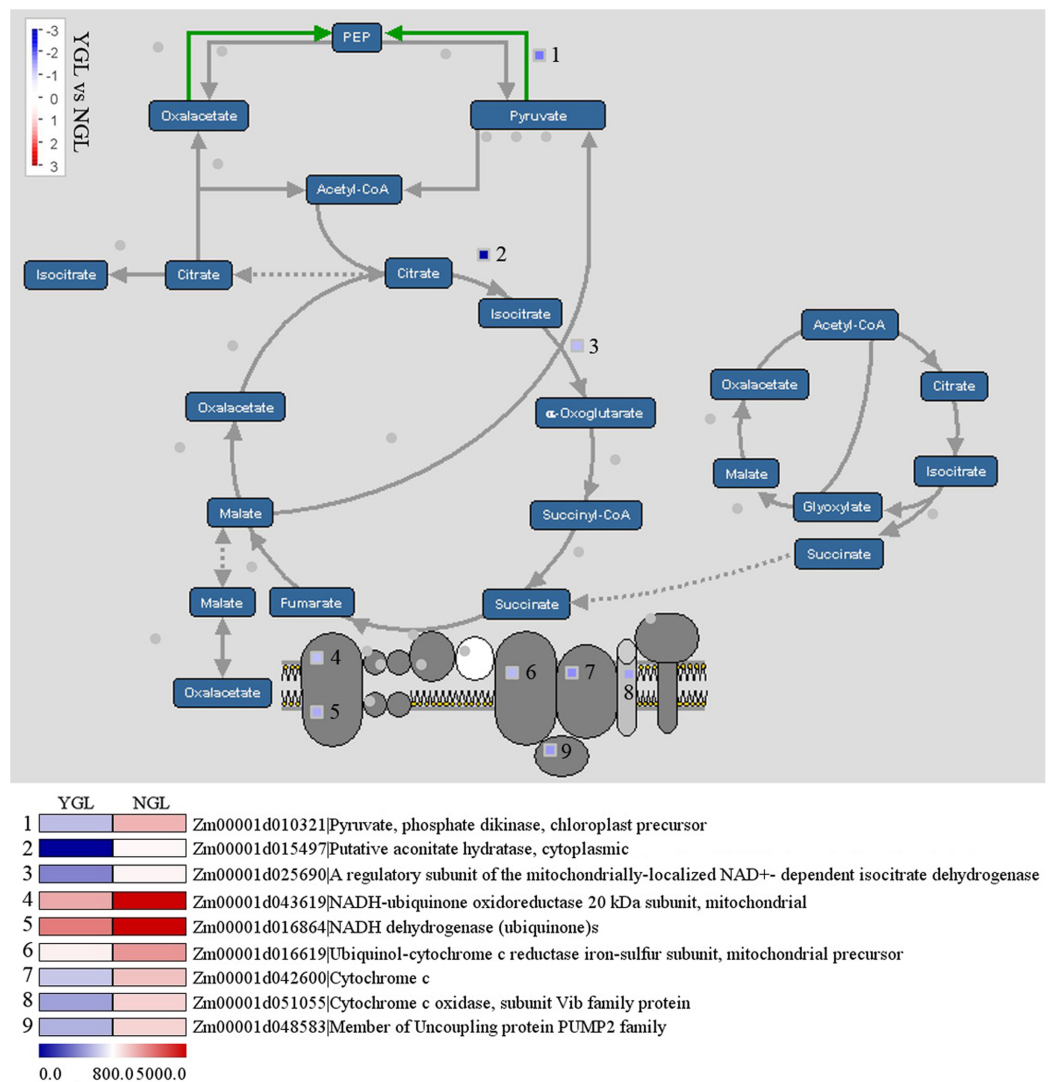 -3
-2
-1
0
1
2
3
YGL vs NGL
PEP
1
Oxalacetate
Pyruvate
Acetyl-CoA
Isocitrate
Citrate
Citrate
2
Isocitrate
3
Acetyl-CoA
Oxalacetate
Citrate
Oxalacetate
α-Oxoglutarate
Malate
Isocitrate
Glyoxylate
Malate
Succinyl-CoA
Succinate
Malate
Fumarate
Succinate
4
6
7
Oxalacetate
5
8
9
YGL NGL
1 Zm00001d010321|Pyruvate, phosphate dikinase, chloroplast precursor
2 Zm00001d015497|Putative aconitate hydratase, cytoplasmic
3 Zm00001d025690|A regulatory subunit of the mitochondrially-localized NAD+- dependent isocitrate dehydrogenase
4 Zm00001d043619|NADH-ubiquinone oxidoreductase 20 kDa subunit, mitochondrial
5 Zm00001d016864|NADH dehydrogenase (ubiquinone)s
6 Zm00001d016619|Ubiquinol-cytochrome c reductase iron-sulfur subunit, mitochondrial precursor
7 Zm00001d042600|Cytochrome c
8 Zm00001d051055|Cytochrome c oxidase, subunit Vib family protein
9 Zm00001d048583|Member of Uncoupling protein PUMP2 family
0.0 800.0 5000.0